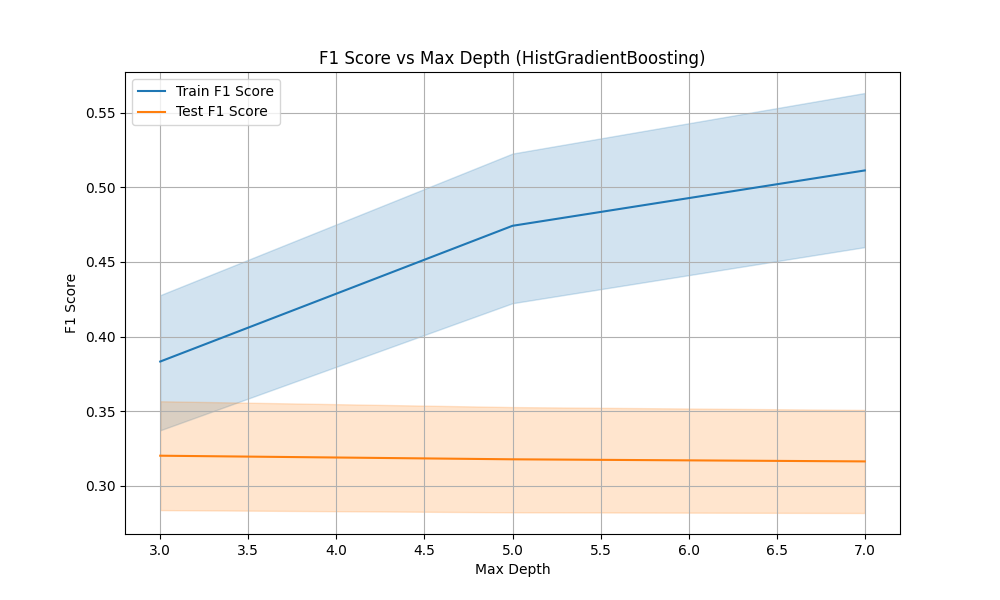 F1 Score vs Max Depth (HistGradientBoosting)
Train F1 Score
Test F1 Score
F1 Score
0.55
0.50
0.45
0.40
0.35
0.30
3.0 3.5 4.0 4.5 5.0 5.5 6.0 6.5 7.0
Max Depth